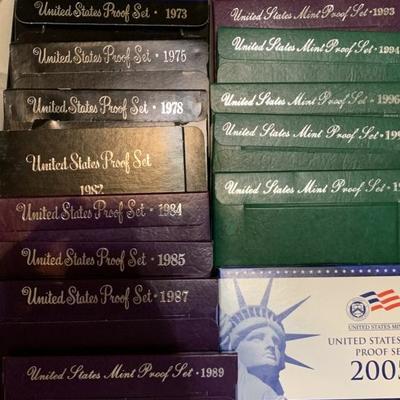 United States Proof Set · 1973
United States Proof Set · 1975
United States Proof Set · 1978
United States Proof Set
1982
United States Proof Set · 1984
United States Proof Set · 1985
United States Proof Set · 1987
United States Mint Proof Set · 1989
United States Mint Proof Set · 1993
United States Mint Proof Set · 1994
United States Mint Proof Set · 1996
United States Mint Proof Set
United States Mint Proof Set
UNITED STATES MINT
UNITED STATES
PROOF SE
2005